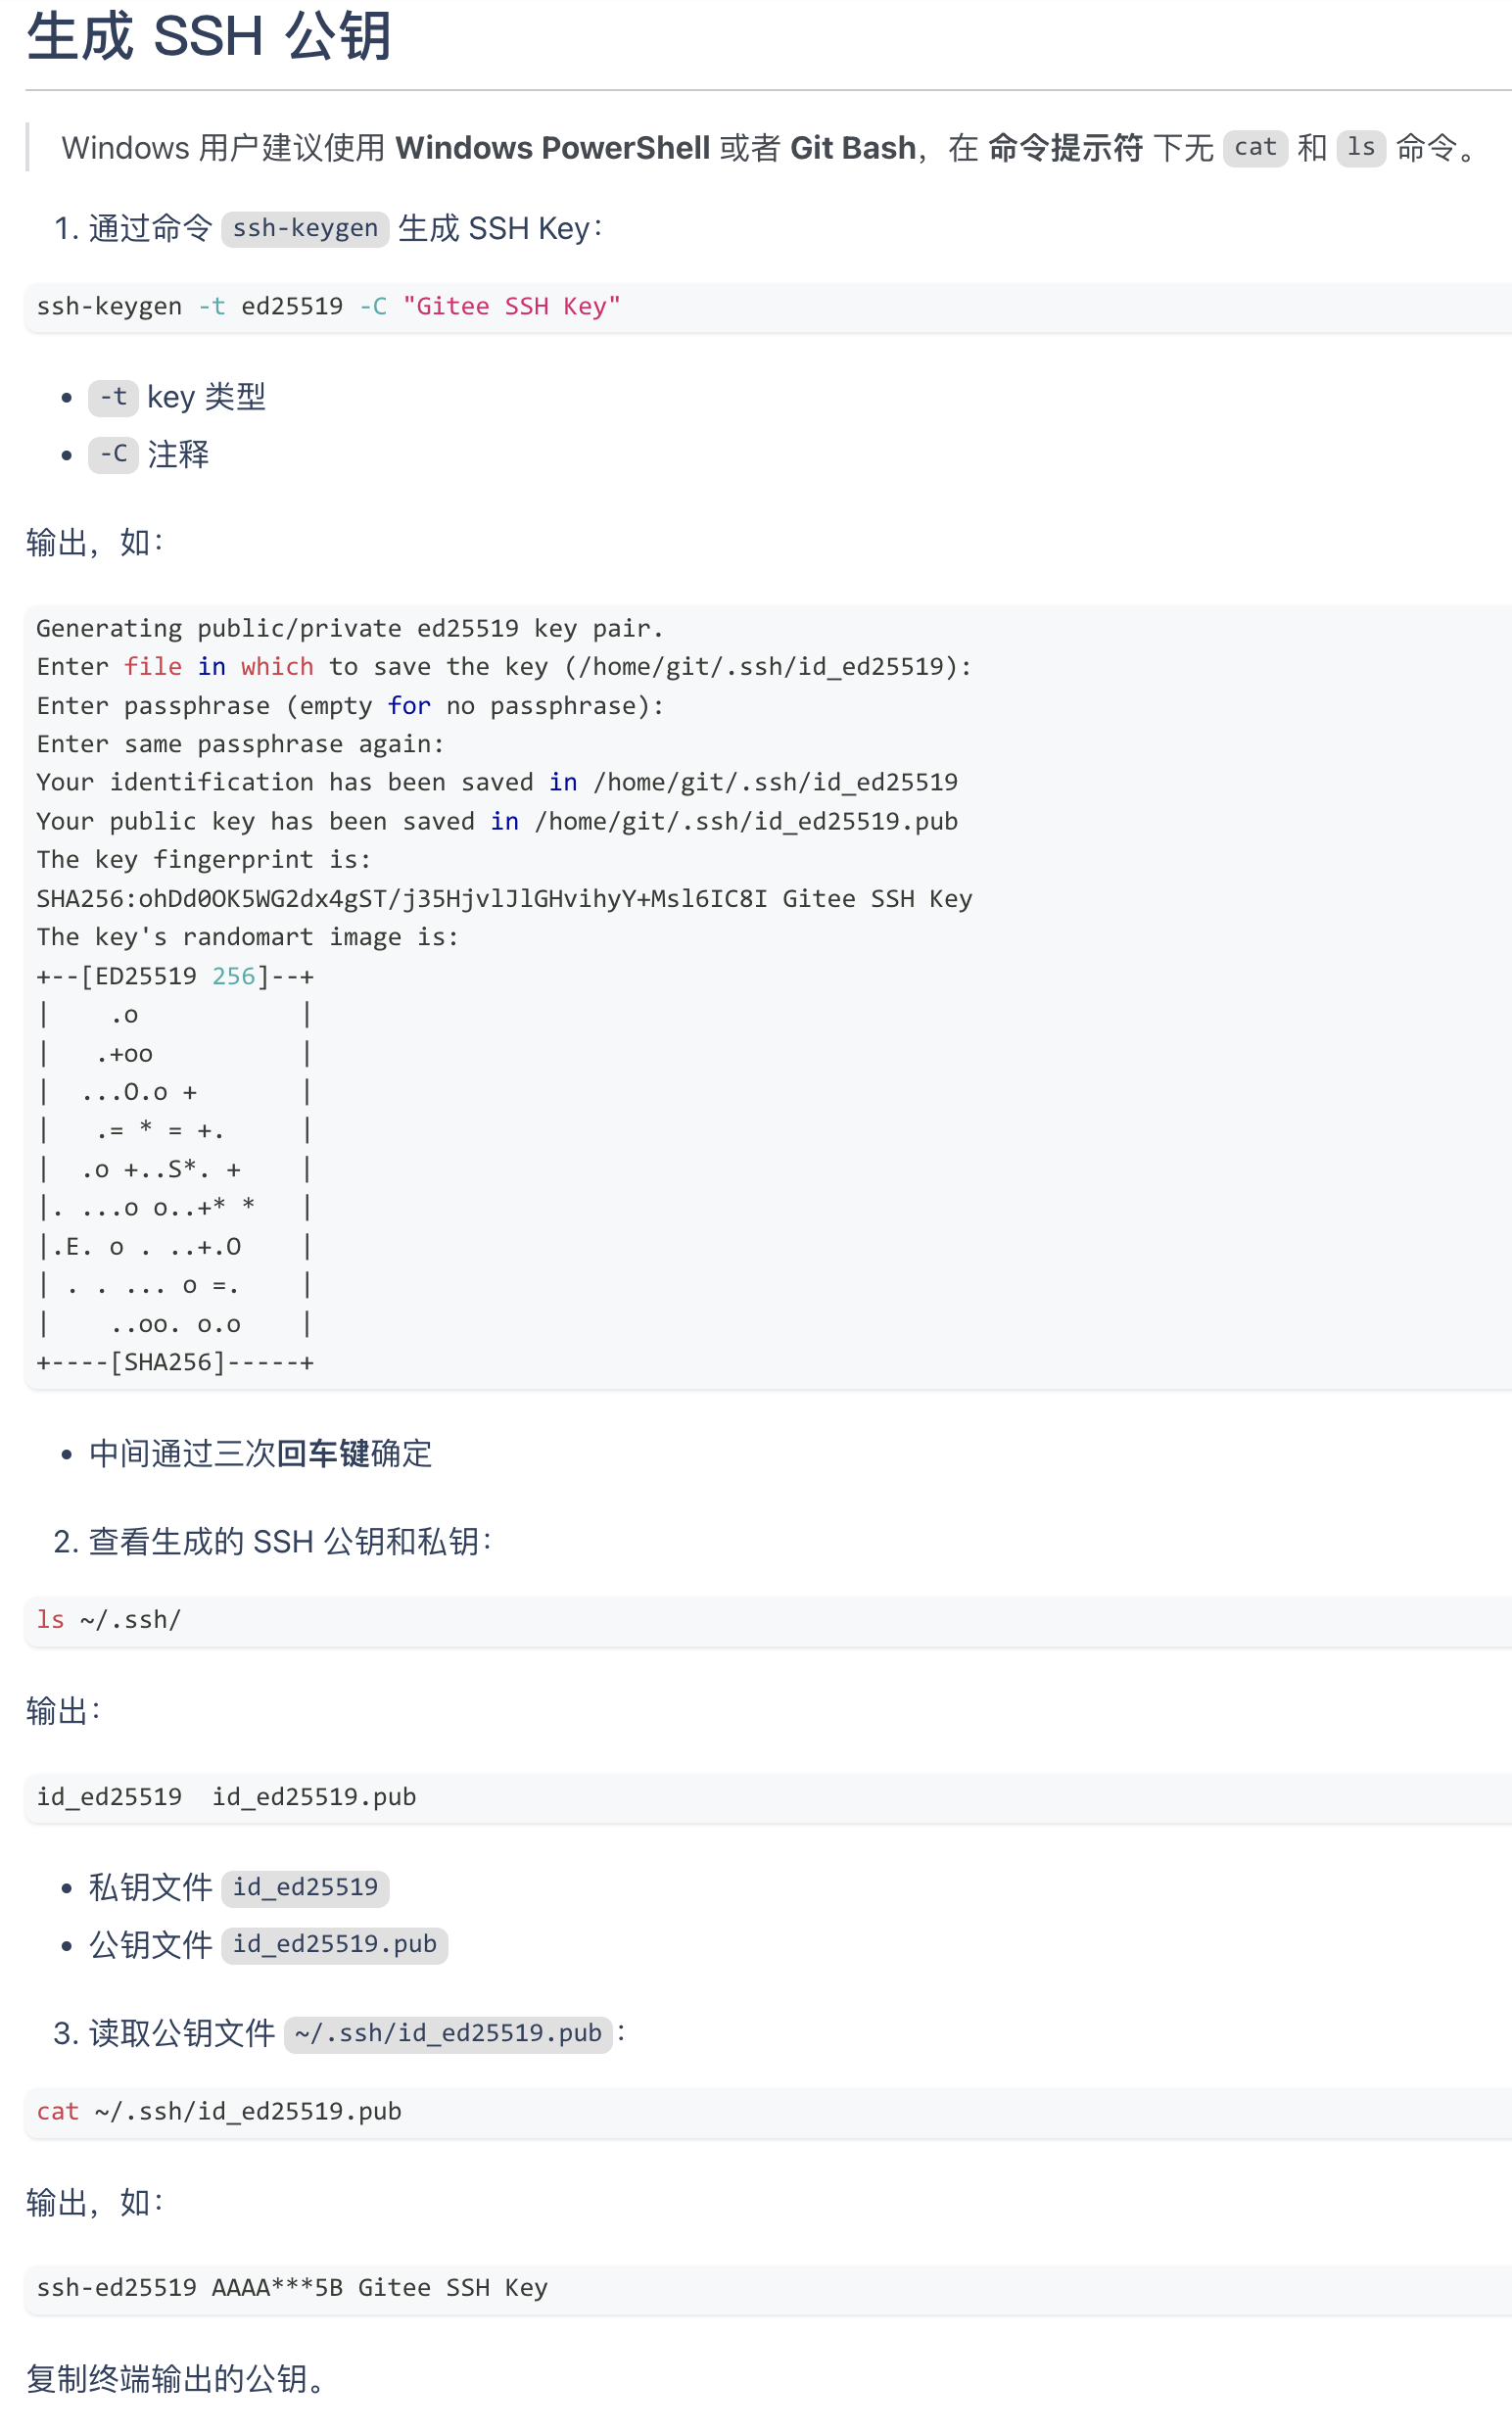 生成 SSH 公钥
Windows 用户建议使用 Windows PowerShell 或者 Git Bash，在 命令提示符 下无 cat 和 ls 命令。
1. 通过命令 ssh-keygen 生成 SSH Key：
ssh-keygen -t ed25519 -C "Gitee SSH Key"
• -t key 类型
• -C 注释
输出，如：
Generating public/private ed25519 key pair.
Enter file in which to save the key (/home/git/.ssh/id_ed25519):
Enter passphrase (empty for no passphrase):
Enter same passphrase again:
Your identification has been saved in /home/git/.ssh/id_ed25519
Your public key has been saved in /home/git/.ssh/id_ed25519.pub
The key fingerprint is:
SHA256:ohDd0OK5WG2dx4gST/j35HjvlJlGHvihyY+Msl6IC8I Gitee SSH Key
The key's randomart image is:
+--[ED25519 256]--+
|    .o           |
|   .+oo          |
|  ...O.o +       |
|   .= * = +.     |
|  .o +..S*. +    |
|. ...o o..+* *   |
|.E. o . ..+.O    |
| . . ... o =.    |
|    ..oo. o.o    |
+----[SHA256]-----+
• 中间通过三次回车键确定
2. 查看生成的 SSH 公钥和私钥：
ls ~/.ssh/
输出：
id_ed25519  id_ed25519.pub
• 私钥文件 id_ed25519
• 公钥文件 id_ed25519.pub
3. 读取公钥文件 ~/.ssh/id_ed25519.pub：
cat ~/.ssh/id_ed25519.pub
输出，如：
ssh-ed25519 AAAA***5B Gitee SSH Key
复制终端输出的公钥。